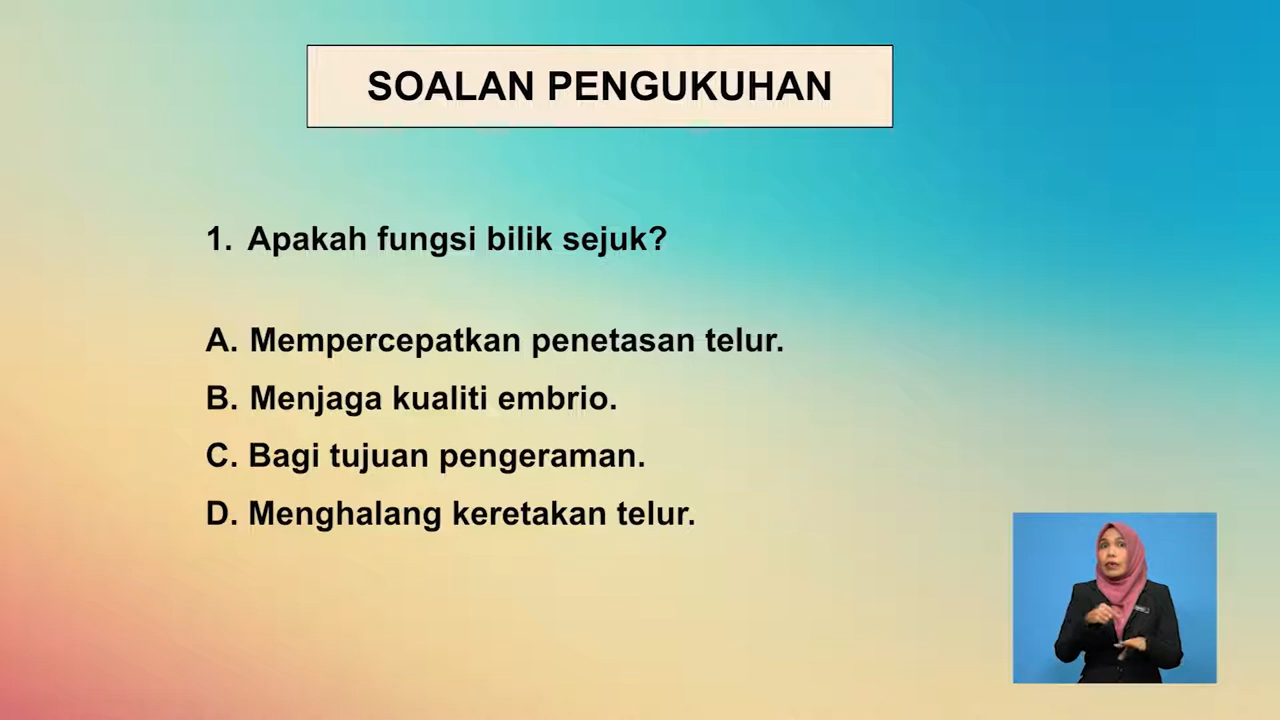 SOALAN PENGUKUHAN
1. Apakah fungsi bilik sejuk?
A. Mempercepatkan penetasan telur.
B. Menjaga kualiti embrio.
C. Bagi tujuan pengeraman.
D. Menghalang keretakan telur.